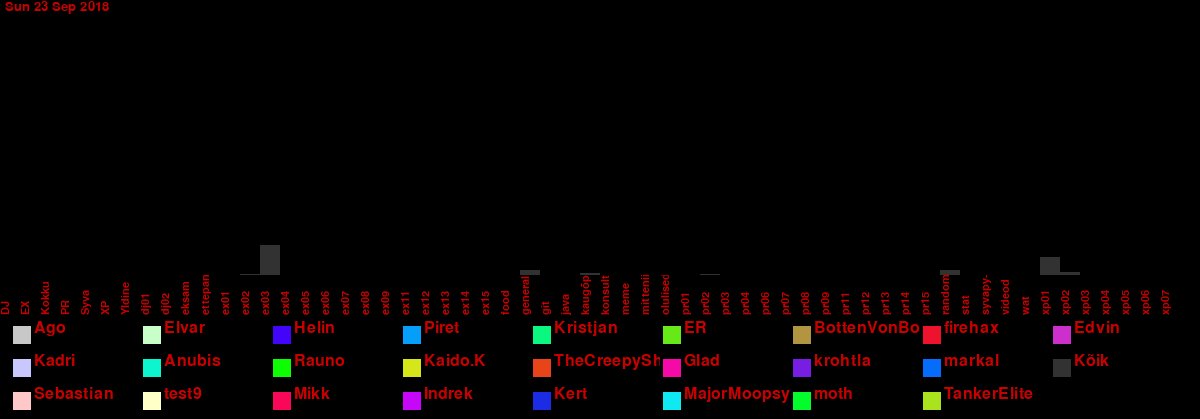 Sun 23 Sep 2018
DJ
EX
Kokku
PR
Syva
XP
Yldine
dj01
dj02
eksam
ettepan
ex01
ex02
ex03
ex04
ex05
ex06
ex07
ex08
ex09
ex11
ex12
ex13
ex14
ex15
food
general
git
java
kaugõp
konsult
meme
mittenii
olulised
pr01
pr02
pr03
pr04
pr06
pr07
pr08
pr09
pr11
pr12
pr13
pr14
pr15
random
stat
syvapy-
videod
wat
xp01
xp02
xp03
xp04
xp05
xp06
xp07
Ago Elvar Helin Piret Kristjan ER BottenVonBo firehax Edvin
Kadri Anubis Rauno Kaido.K TheCreepySh Glad krohtla markal Kõik
Sebastian test9 Mikk Indrek Kert MajorMoopsy moth TankerElite